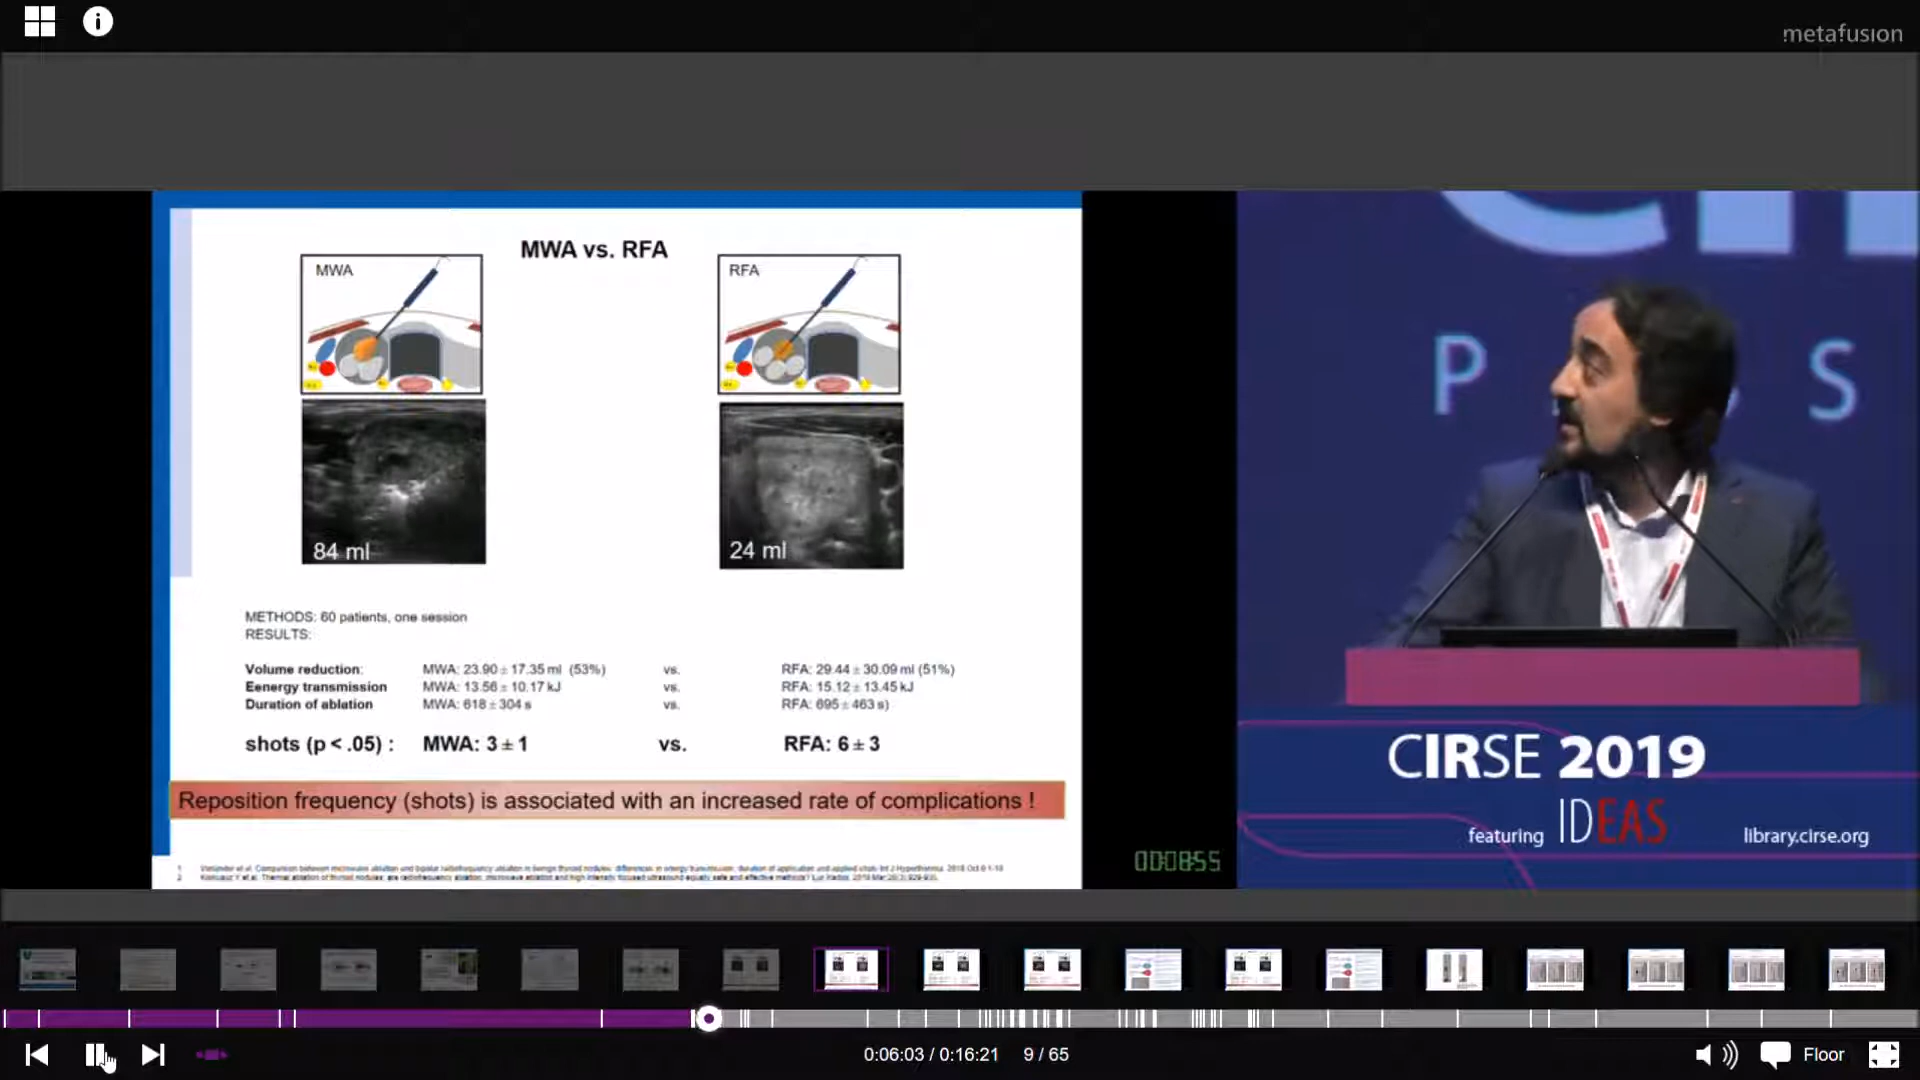 metafusion
MWA vs. RFA
MWA
RFA
84 ml
24 ml
METHODS: 60 patients, one session
RESULTS:
Volume reduction: MWA: 23.90 ± 17.35 ml (53%) vs. RFA: 29.44 ± 30.09 ml (51%)
Eenergy transmission MWA: 13.56 ± 10.17 kJ vs. RFA: 15.12 ± 13.45 kJ
Duration of ablation MWA: 618 ± 304 s vs. RFA: 695 ± 463 s)
shots (p < .05) : MWA: 3 ± 1 vs. RFA: 6 ± 3
Reposition frequency (shots) is associated with an increased rate of complications !
P S
CIRSE 2019
featuring IDEAS library.cirse.org
00:08:55
0:06:03 / 0:16:21 9 / 65
Floor